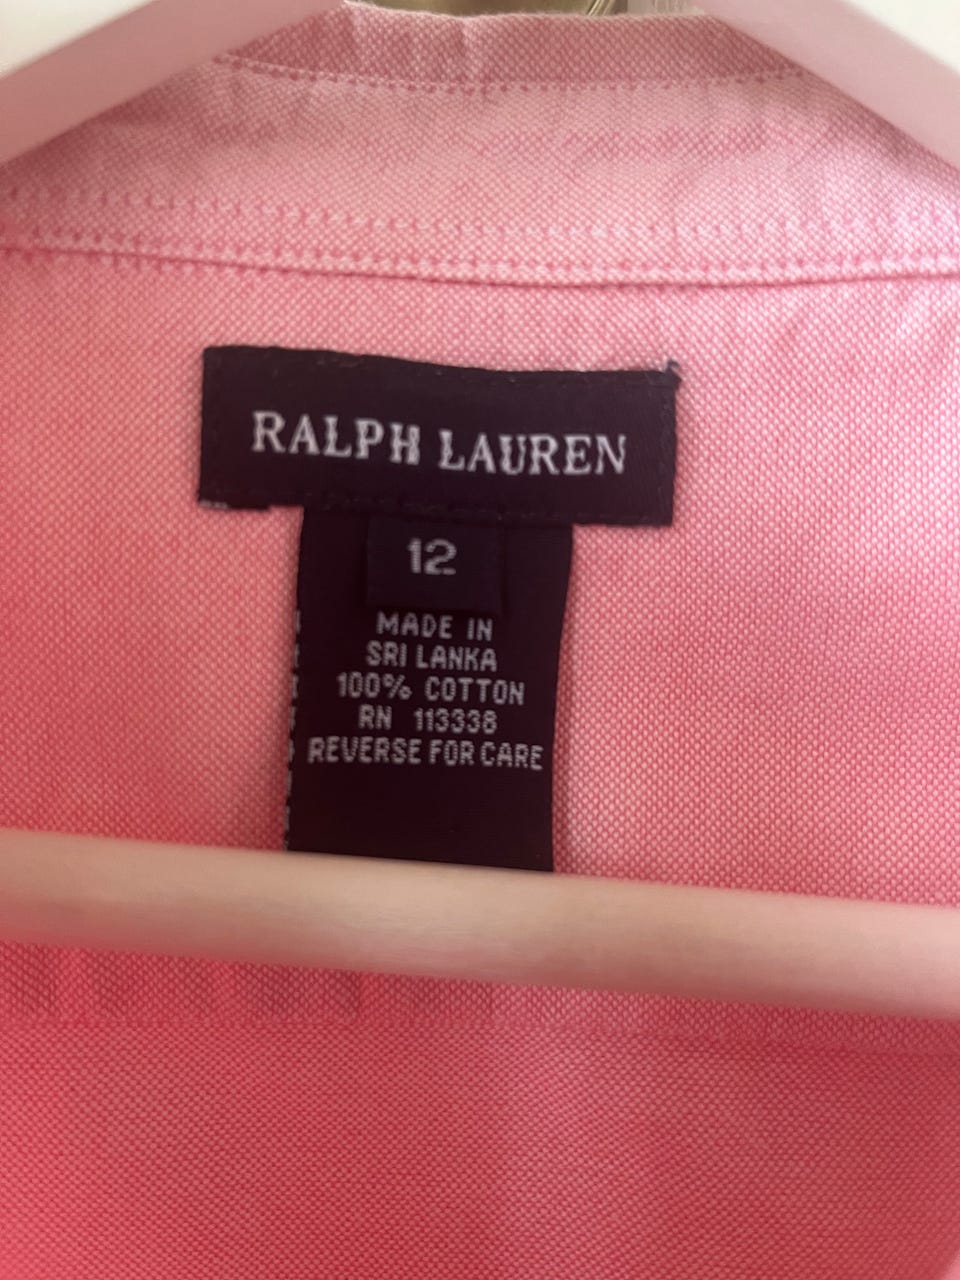 RALPH LAUREN
12
MADE IN
SRI LANKA
100% COTTON
RN 113338
REVERSE FOR CARE